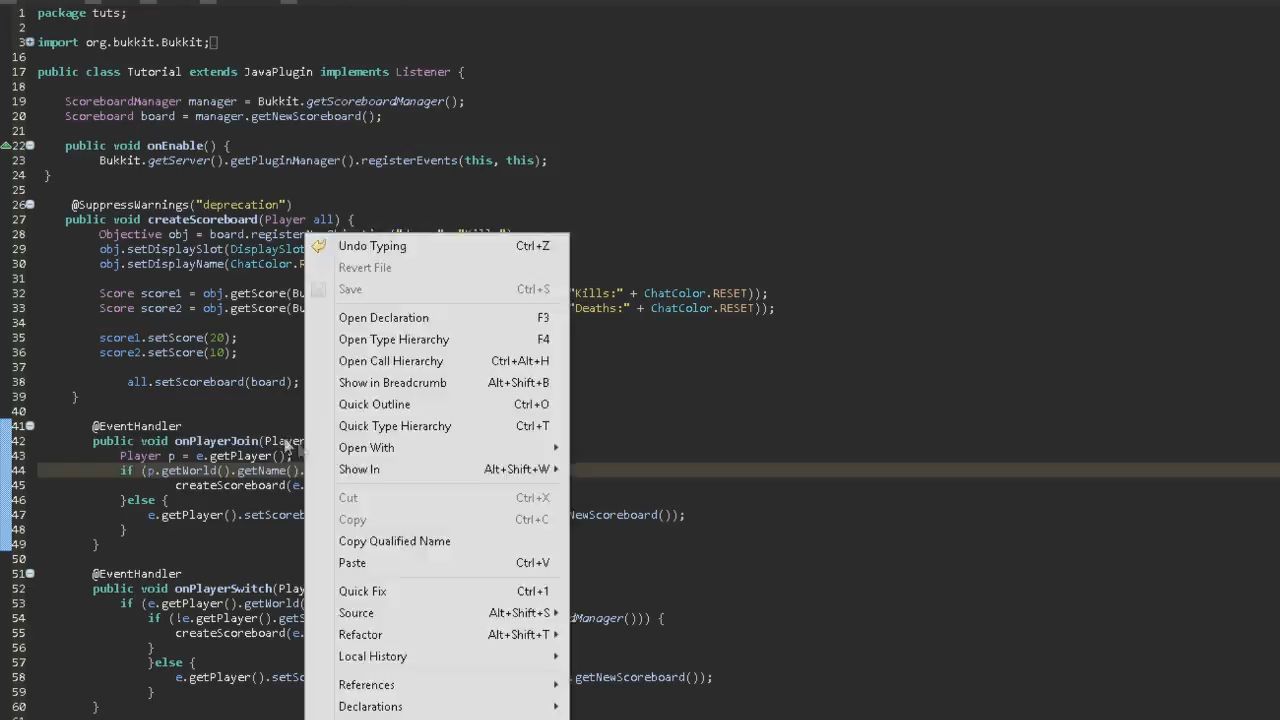 1 package tuts;
2
3 import org.bukkit.Bukkit;
16
17 public class Tutorial extends JavaPlugin implements Listener {
18
19 ScoreboardManager manager = Bukkit.getScoreboardManager();
20 Scoreboard board = manager.getNewScoreboard();
21
22 public void onEnable() {
23 Bukkit.getServer().getPluginManager().registerEvents(this, this);
24 }
25
26 @SuppressWarnings("deprecation")
27 public void createScoreboard(Player all) {
28 Objective obj = board.
29 obj.setDisplaySlot(DisplaySlot
30 obj.setDisplayName(ChatColor.R
31
32 Score score1 = obj.getScore(Bu "Kills:" + ChatColor.RESET));
33 Score score2 = obj.getScore(Bu "Deaths:" + ChatColor.RESET));
34
35 score1.setScore(20);
36 score2.setScore(10);
37
38 all.setScoreboard(board);
39 }
40
41 @EventHandler
42 public void onPlayerJoin(Player
43 Player p = e.getPlayer();
44 if (p.getWorld().getName().
45 createScoreboard(e.
46 }else {
47 e.getPlayer().setScoreb NewScoreboard());
48 }
49 }
50
51 @EventHandler
52 public void onPlayerSwitch(Pla
53 if (e.getPlayer().getWorld(
54 if (!e.getPlayer().getS dManager())) {
55 createScoreboard(e.
56 }
57 }else {
58 e.getPlayer().setSc .getNewScoreboard());
59 }
60 }
Undo Typing Ctrl+Z
Revert File
Save Ctrl+S
Open Declaration F3
Open Type Hierarchy F4
Open Call Hierarchy Ctrl+Alt+H
Show in Breadcrumb Alt+Shift+B
Quick Outline Ctrl+O
Quick Type Hierarchy Ctrl+T
Open With
Show In Alt+Shift+W
Cut Ctrl+X
Copy Ctrl+C
Copy Qualified Name
Paste Ctrl+V
Quick Fix Ctrl+1
Source Alt+Shift+S
Refactor Alt+Shift+T
Local History
References
Declarations